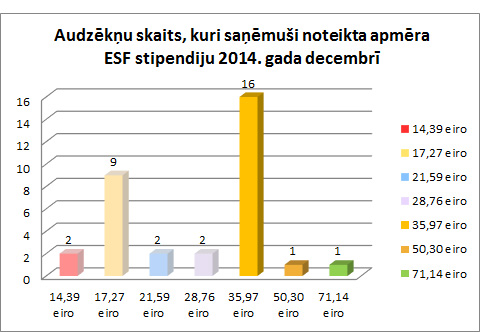 Audzēkņu skaits, kuri saņēmuši noteikta apmēra
ESF stipendiju 2014. gada decembrī
16
14
12
10
8
6
4
2
0
2
9
2
2
16
1
1
14,39 eiro
17,27 eiro
21,59 eiro
28,76 eiro
35,97 eiro
50,30 eiro
71,14 eiro
14,39 eiro
17,27 eiro
21,59 eiro
28,76 eiro
35,97 eiro
50,30 eiro
71,14 eiro